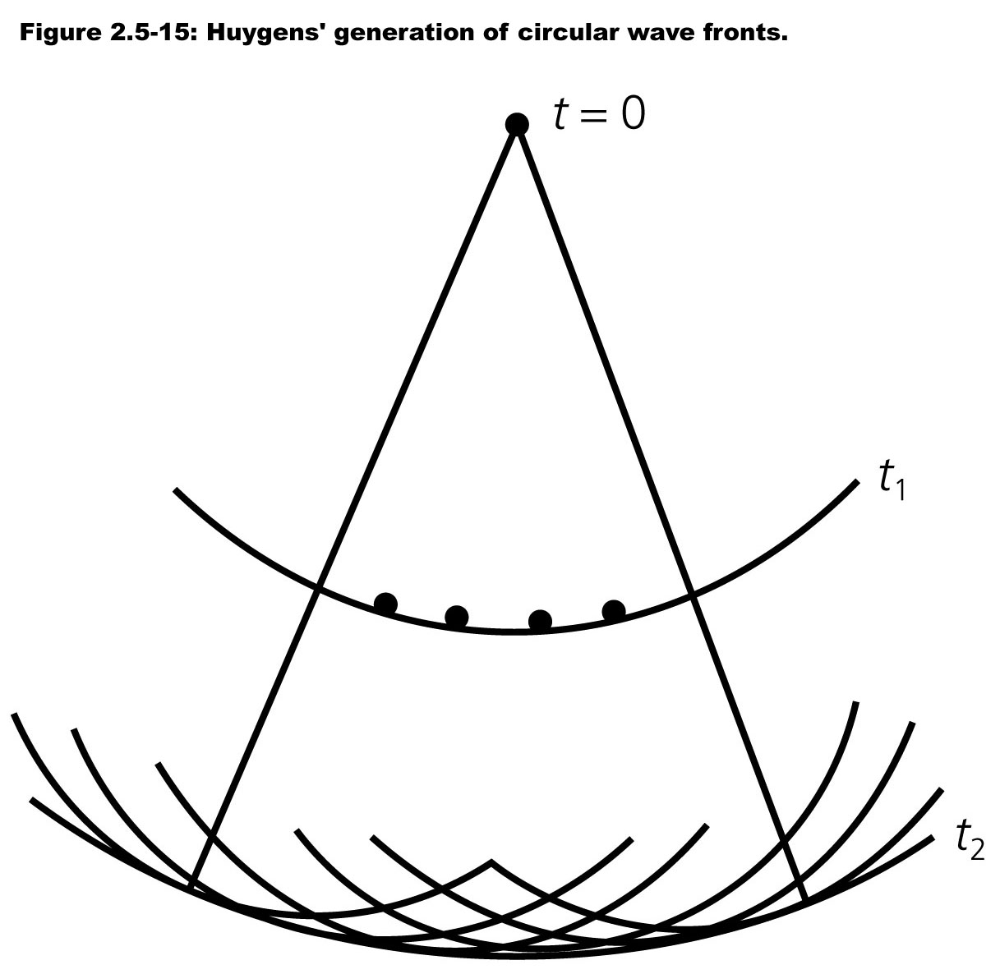 Figure 2.5-15: Huygens' generation of circular wave fronts.
t = 0
t₁
t₂